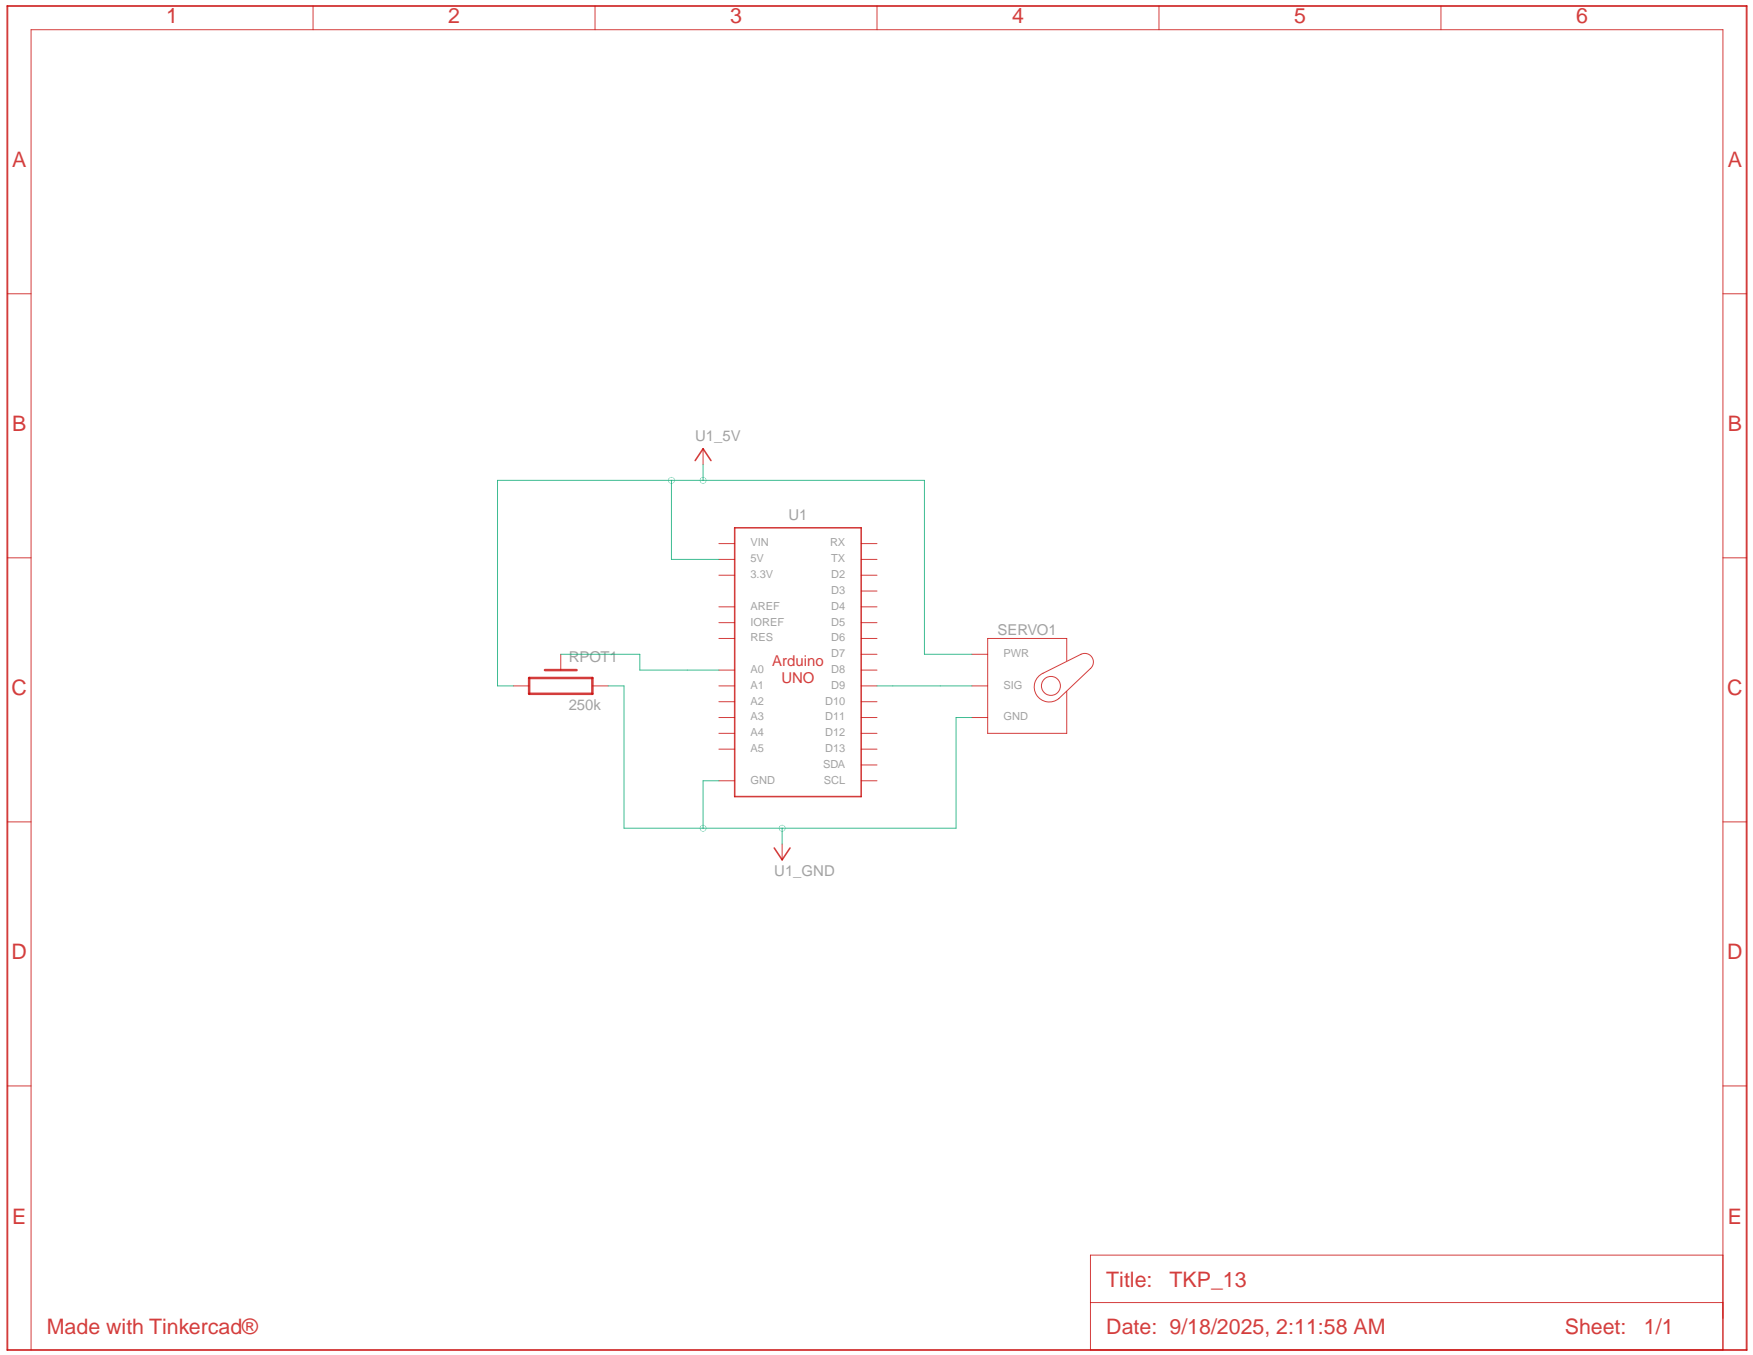 1 2 3 4 5 6
A A
B B
U1_5V
U1
VIN RX
5V TX
3.3V D2
D3
AREF D4
IOREF D5
RES D6
D7
A0 D8
A1 D9
A2 D10
A3 D11
A4 D12
A5 D13
SDA
GND SCL
Arduino
UNO
RPOT1
250k
SERVO1
PWR
SIG
GND
C C
U1_GND
D D
E E
Title: TKP_13
Made with Tinkercad®
Date: 9/18/2025, 2:11:58 AM Sheet: 1/1